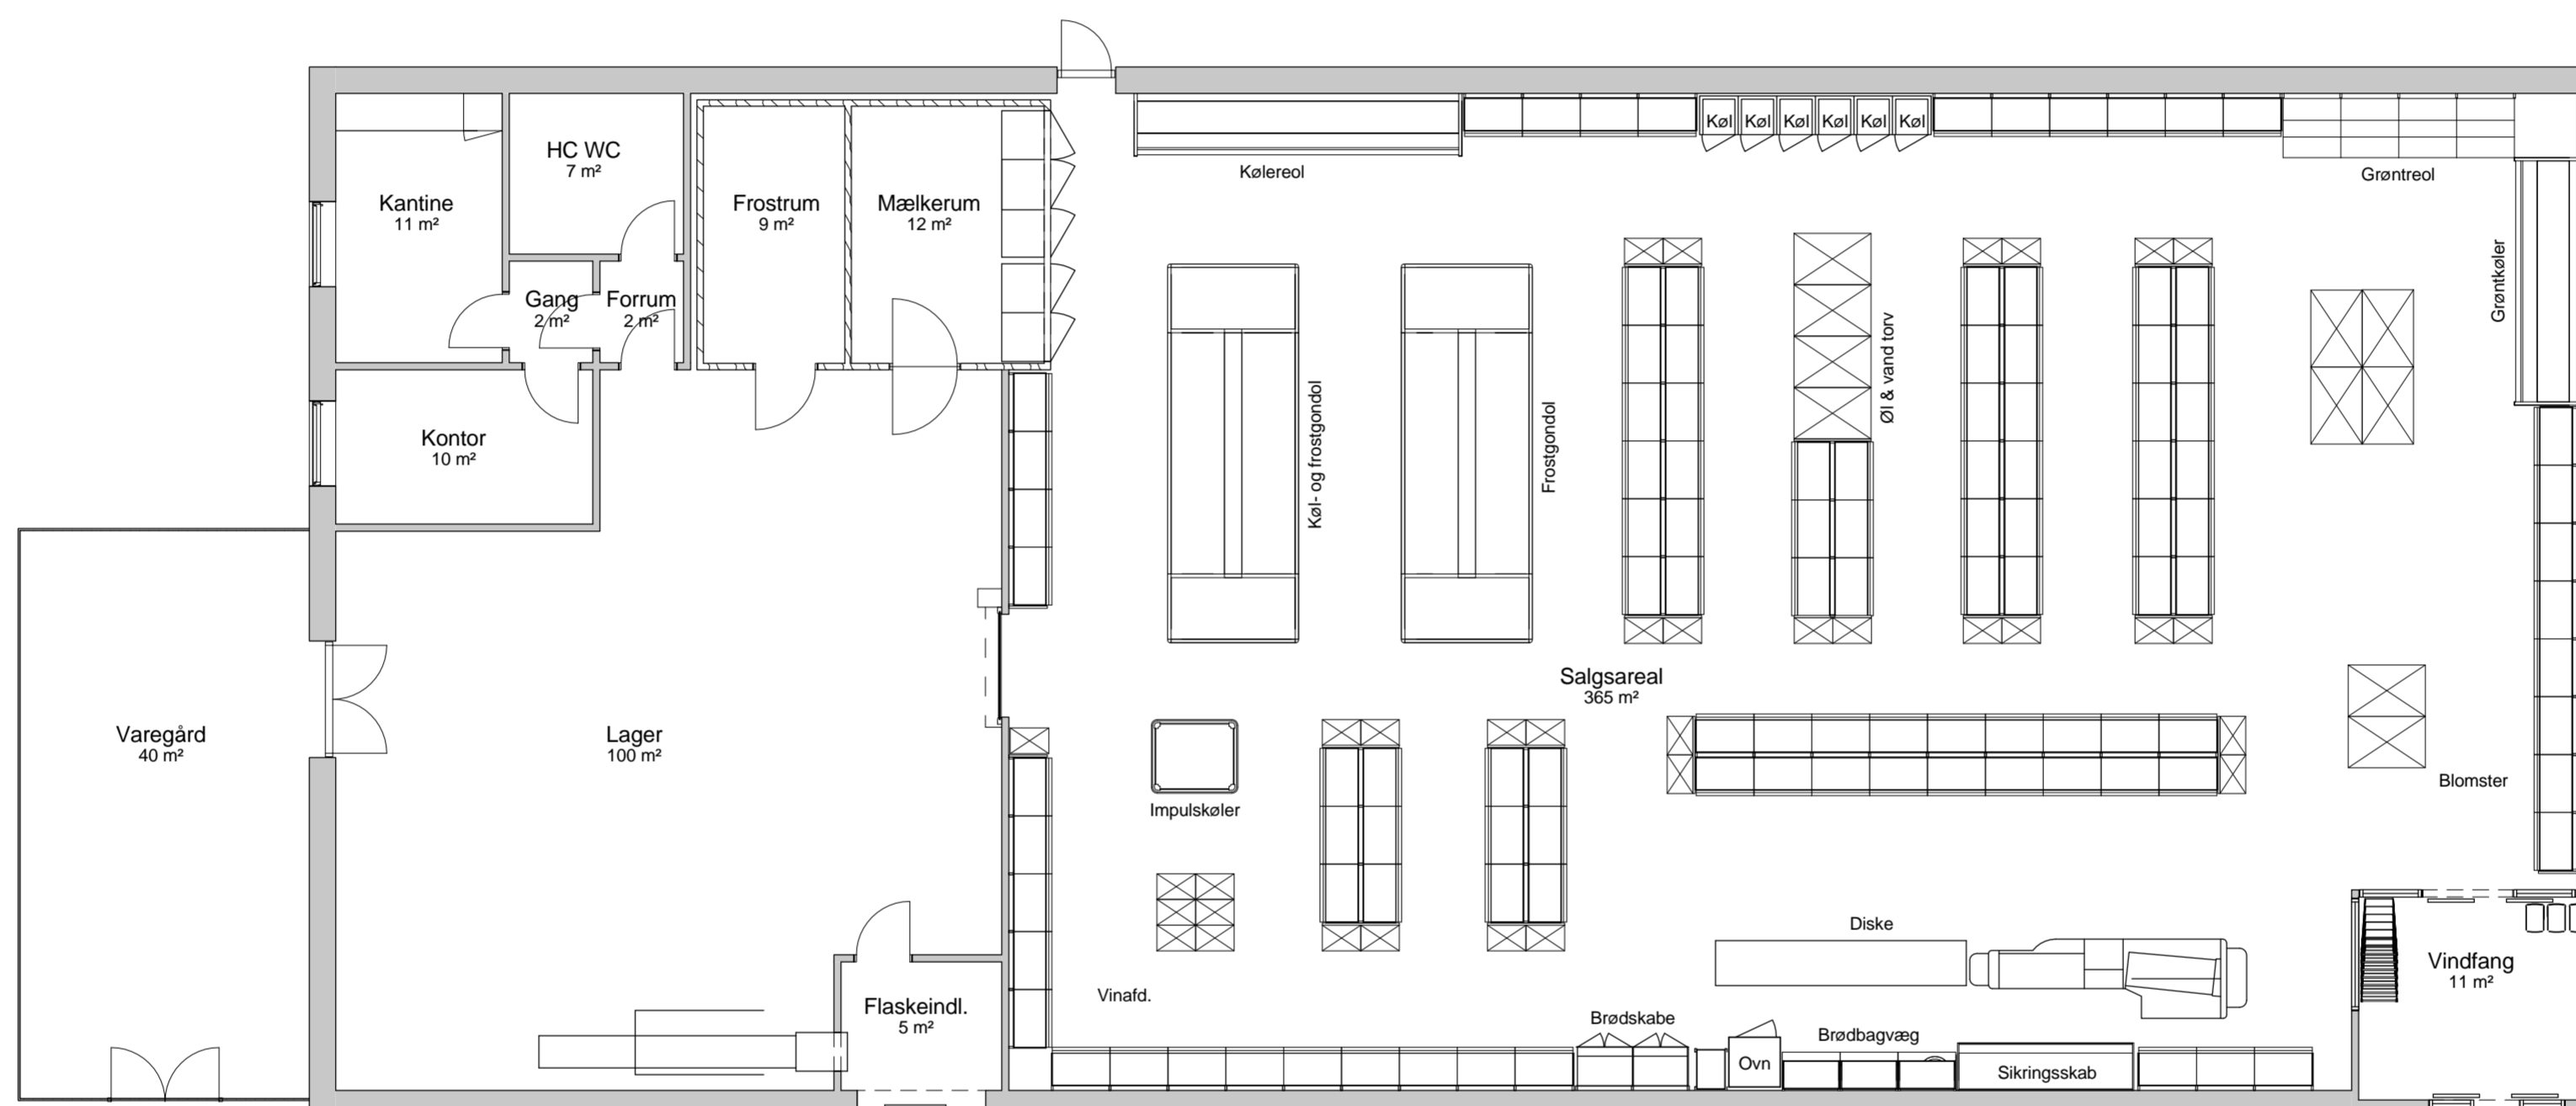 Kantine
11 m²
HC WC
7 m²
Gang
2 m²
Forrum
2 m²
Frostrum
9 m²
Mælkerum
12 m²
Kontor
10 m²
Varegård
40 m²
Lager
100 m²
Flaskeindl.
5 m²
Kølereol
Køl
Køl
Køl
Køl
Køl
Køl
Grøntreol
Grøntkøler
Køl- og frostgondol
Frostgondol
Øl & vand torv
Salgsareal
365 m²
Impulskøler
Blomster
Vinafd.
Diske
Brødskabe
Ovn
Brødbagvæg
Sikringsskab
Vindfang
11 m²